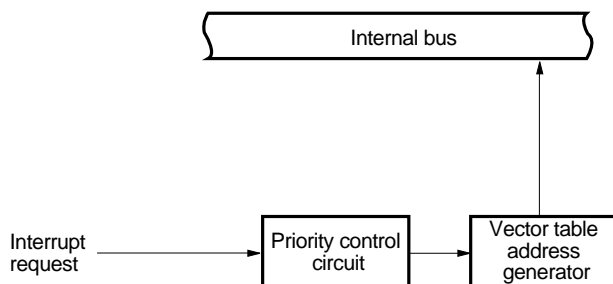 Internal bus
Interrupt
request
Priority control
circuit
Vector table
address
generator